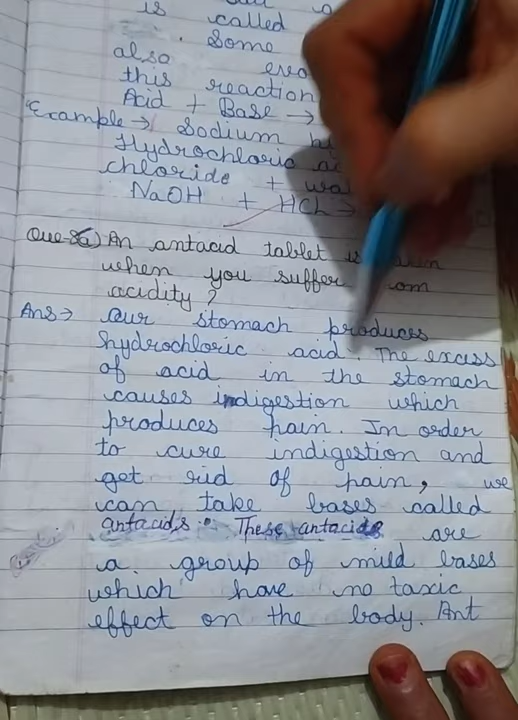 is called
. Some
also
this reaction
Acid + Base →
Example → Sodium
Hydrochloric
chloride + wa
NaOH + HCl →
Que-8a) An antacid tablet is
when you suffer from
acidity ?
Ans → Our stomach produces
hydrochloric acid. The excess
of acid in the stomach
causes indigestion which
produces pain. In order
to cure indigestion and
get rid of pain, we
can take bases called
antacids. These antacids are
a group of mild bases
which have no toxic
effect on the body. Ant